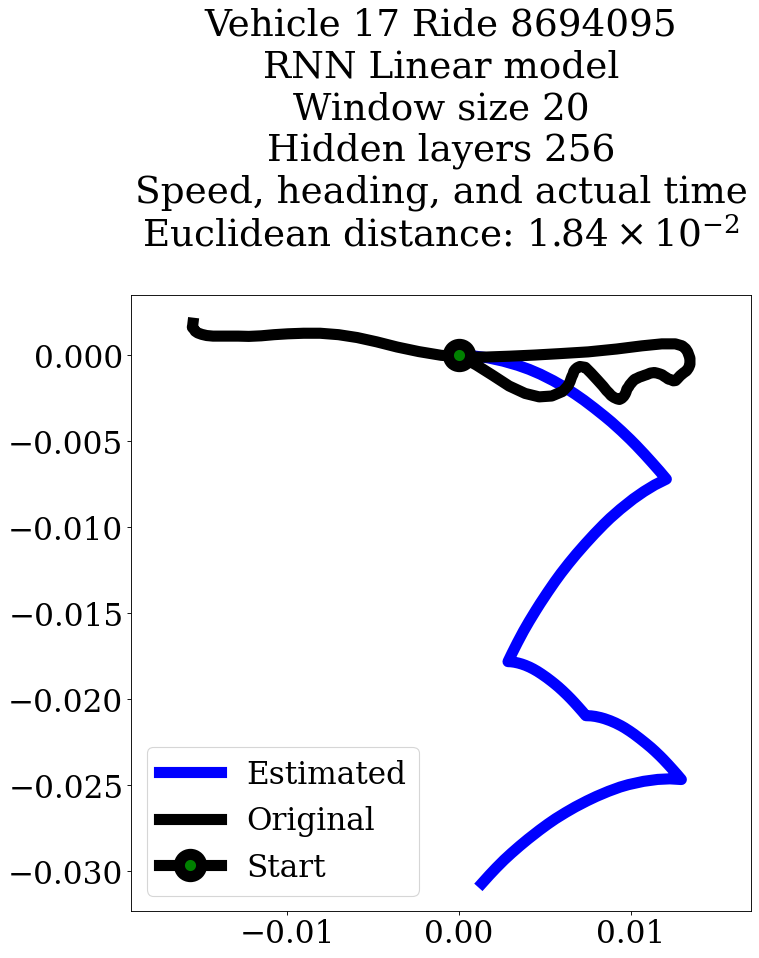 Vehicle 17 Ride 8694095
RNN Linear model
Window size 20
Hidden layers 256
Speed, heading, and actual time
Euclidean distance: 1.84 × 10⁻²
0.000
−0.005
−0.010
−0.015
−0.020
−0.025
−0.030
Estimated
Original
Start
−0.01 0.00 0.01